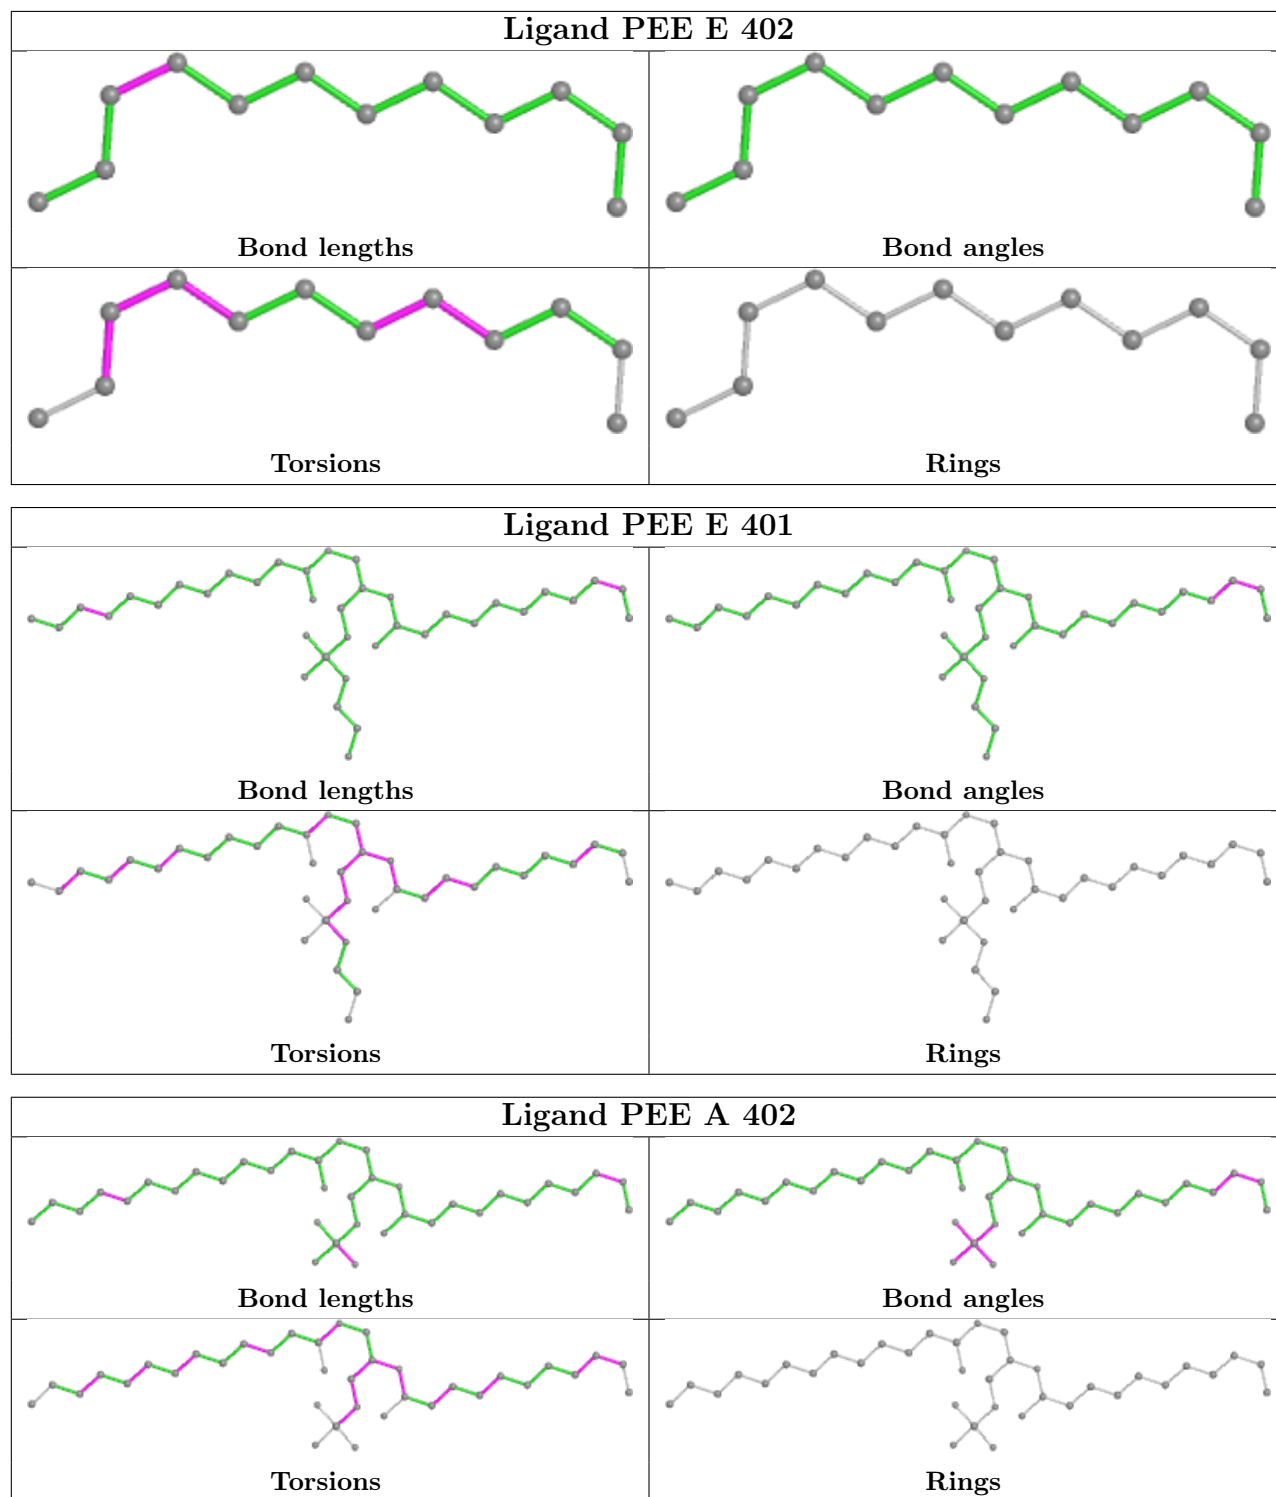 Ligand PEE E 402
Bond lengths
Bond angles
Torsions
Rings
Ligand PEE E 401
Bond lengths
Bond angles
Torsions
Rings
Ligand PEE A 402
Bond lengths
Bond angles
Torsions
Rings